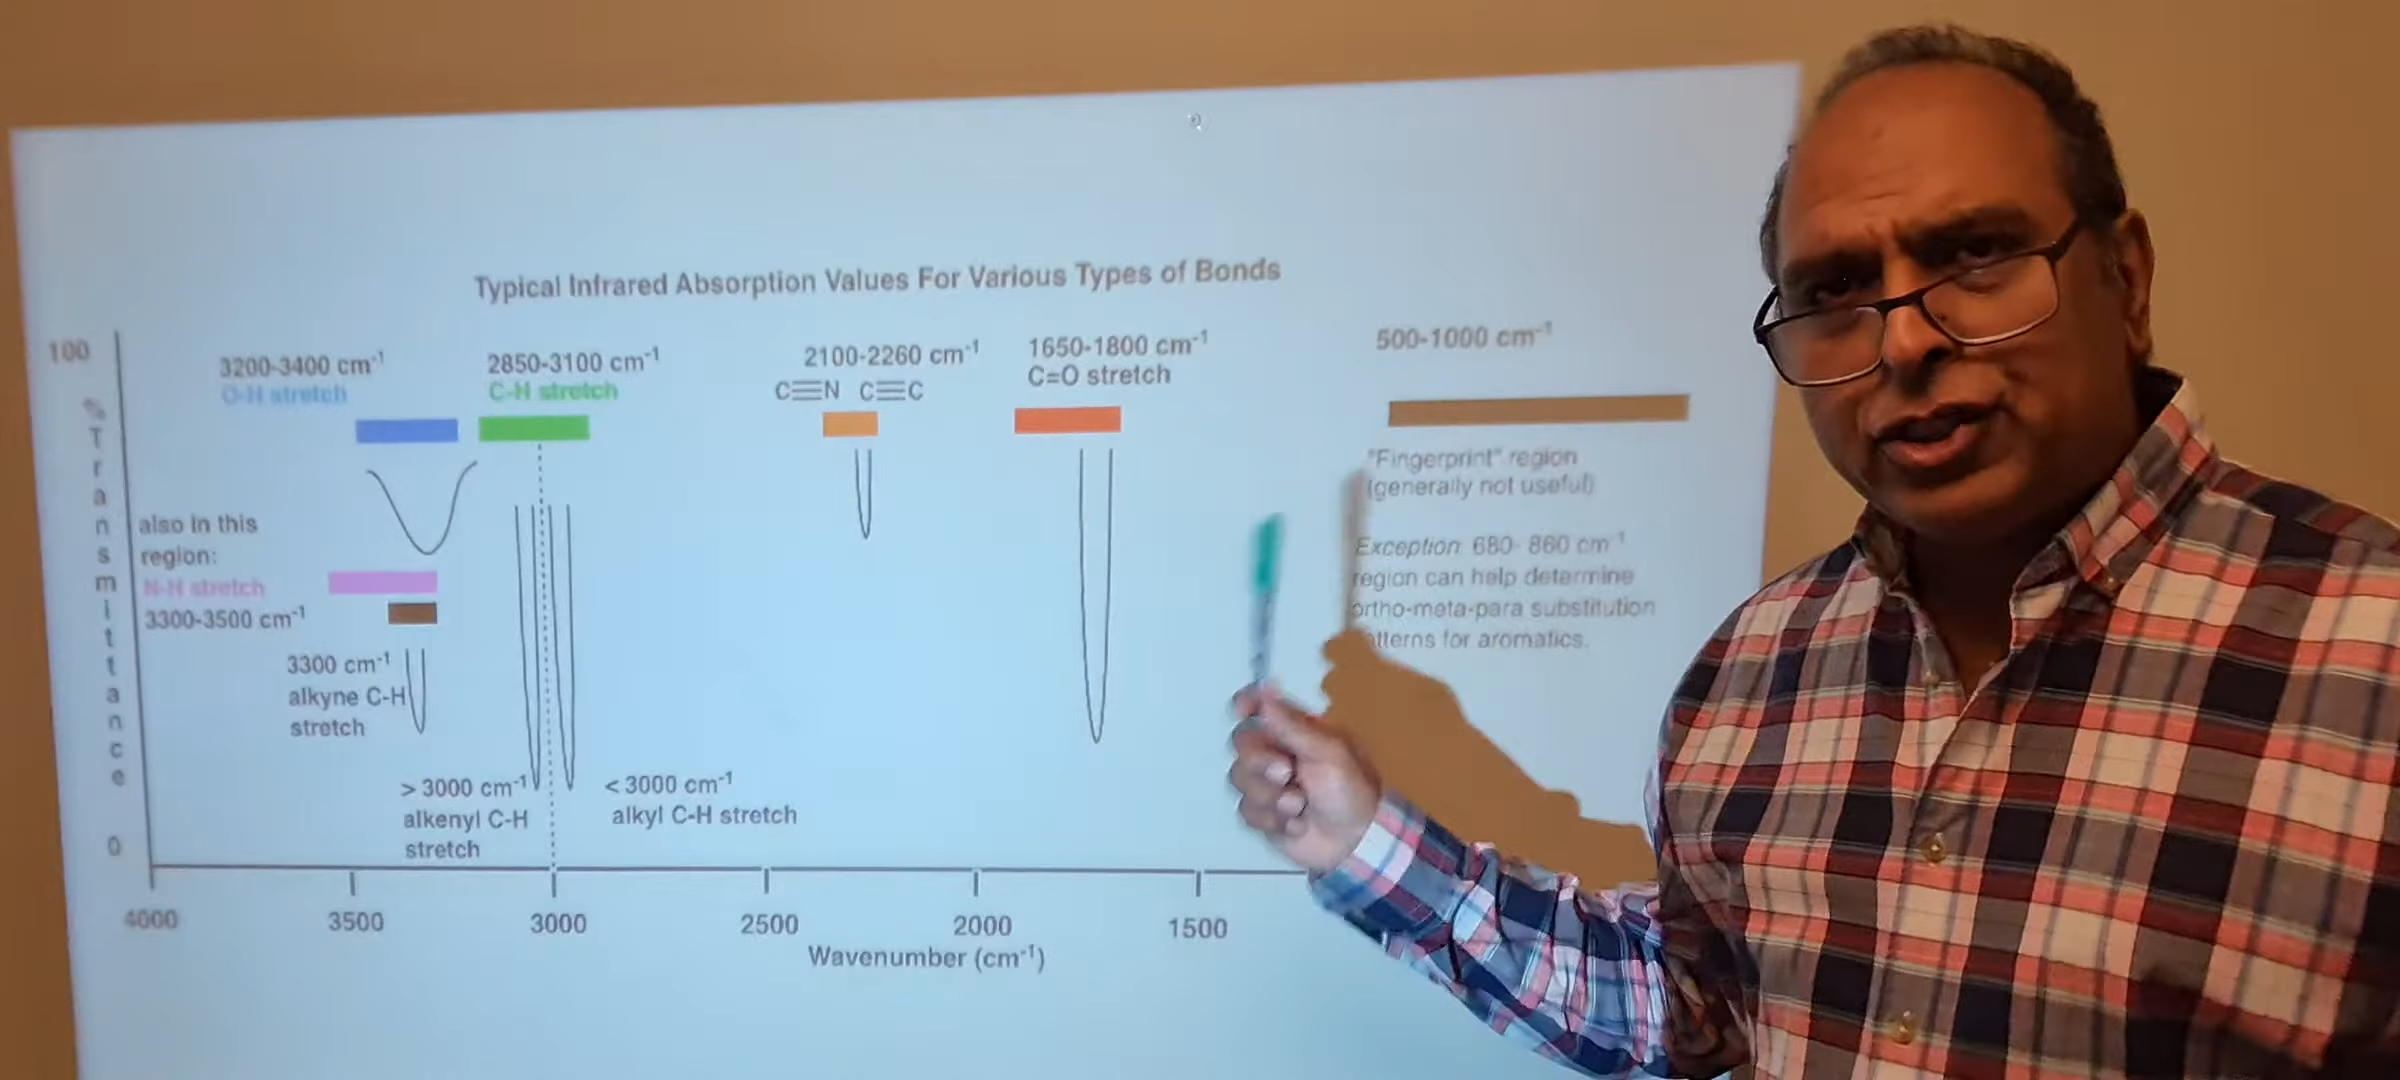 Typical Infrared Absorption Values For Various Types of Bonds
100
% Transmittance
0
3200-3400 cm-1
O-H stretch
also in this
region:
N-H stretch
3300-3500 cm-1
3300 cm-1
alkyne C-H
stretch
2850-3100 cm-1
C-H stretch
> 3000 cm-1
alkenyl C-H
stretch
< 3000 cm-1
alkyl C-H stretch
2100-2260 cm-1
C≡N C≡C
1650-1800 cm-1
C=O stretch
500-1000 cm-1
"Fingerprint" region
(generally not useful)
Exception 680- 860 cm-1
region can help determine
ortho-meta-para substitution
tterns for aromatics.
4000 3500 3000 2500 2000 1500
Wavenumber (cm-1)